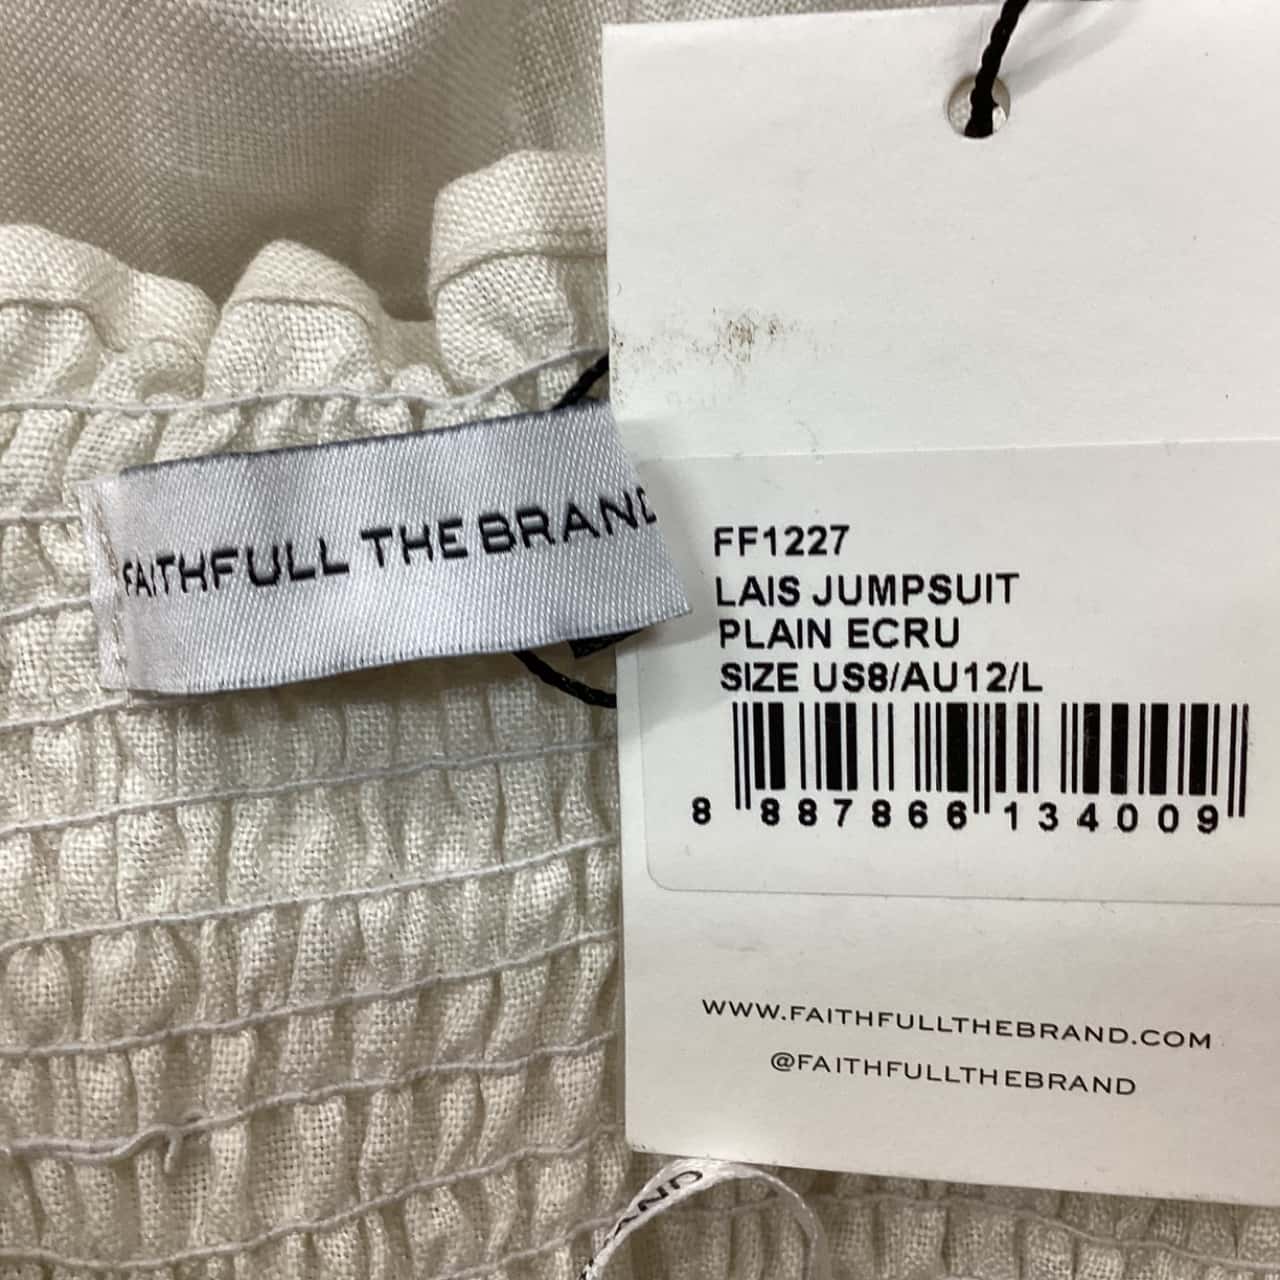 FAITHFULL THE BRAND
FF1227
LAIS JUMPSUIT
PLAIN ECRU
SIZE US8/AU12/L
8 887866 134009
WWW.FAITHFULLTHEBRAND.COM
@FAITHFULLTHEBRAND